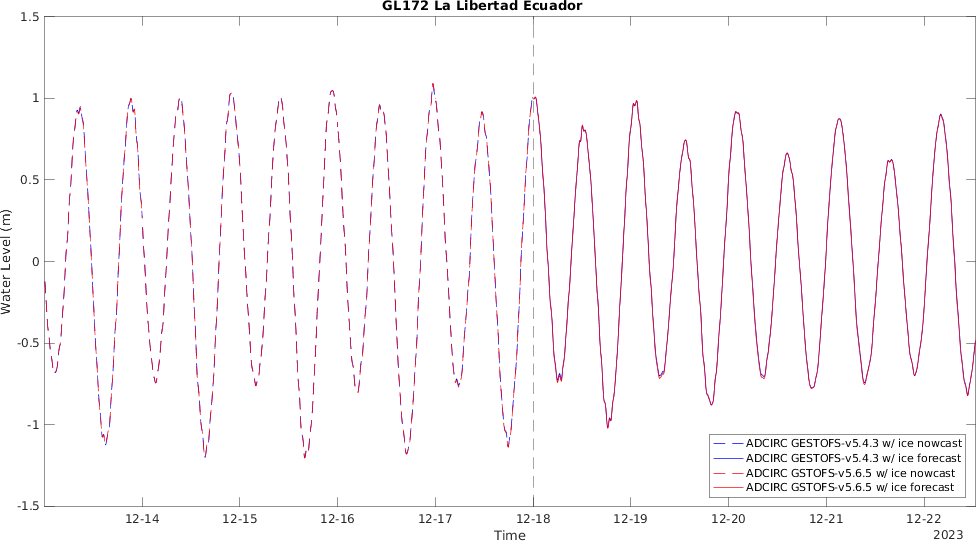 GL172 La Libertad Ecuador
1.5
1
0.5
0
-0.5
-1
-1.5
Water Level (m)
12-14
12-15
12-16
12-17
12-18
12-19
12-20
12-21
12-22
Time
2023
ADCIRC GESTOFS-v5.4.3 w/ ice nowcast
ADCIRC GESTOFS-v5.4.3 w/ ice forecast
ADCIRC GSTOFS-v5.6.5 w/ ice nowcast
ADCIRC GSTOFS-v5.6.5 w/ ice forecast